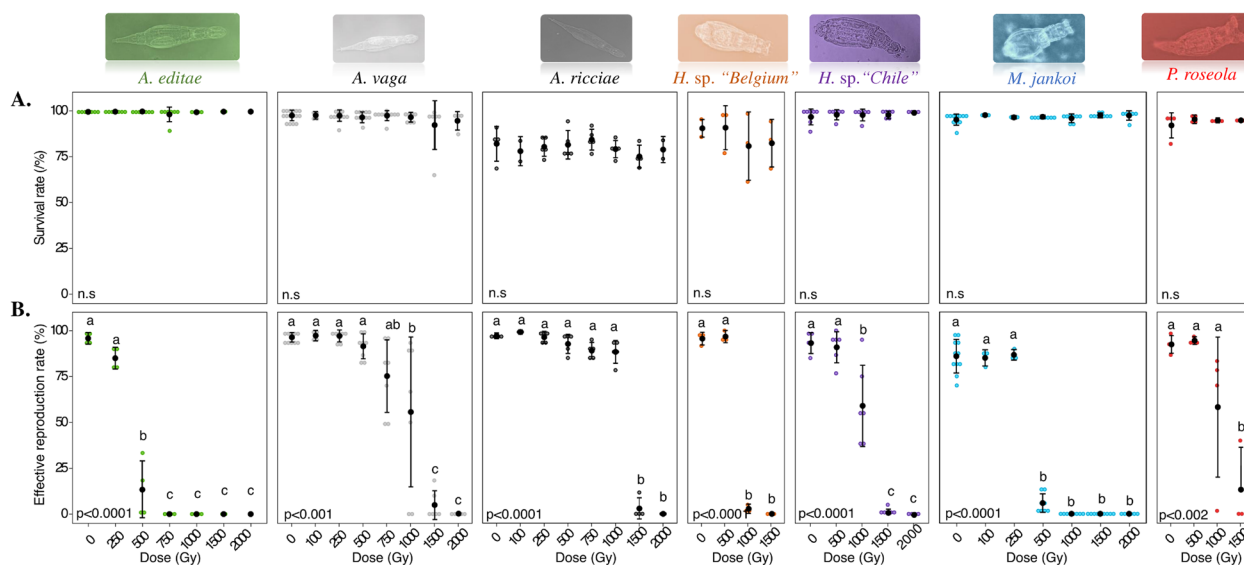 A. editae A. vaga A. ricciae H. sp. “Belgium” H. sp.“Chile” M. jankoi P. roseola
A.
Survival rate (/%)
100
75
50
25
0
n.s n.s n.s n.s n.s n.s n.s
B.
Effective reproduction rate (%)
100
75
50
25
0
a a b c c c c
p<0.0001
a a a a ab b c c
p<0.001
a a a a a a b b
p<0.0001
a a b b
p<0.0001
a a b c c
p<0.0001
a a a b b b b
p<0.0001
a a a b
p<0.002
0 250 500 750 1000 1500 2000
0 100 250 500 750 1000 1500 2000
0 100 250 500 750 1000 1500 2000
0 500 1000 1500
0 500 1000 1500 2000
0 100 250 500 1000 1500 2000
0 500 1000 1500
Dose (Gy) Dose (Gy) Dose (Gy) Dose (Gy) Dose (Gy) Dose (Gy) Dose (Gy)